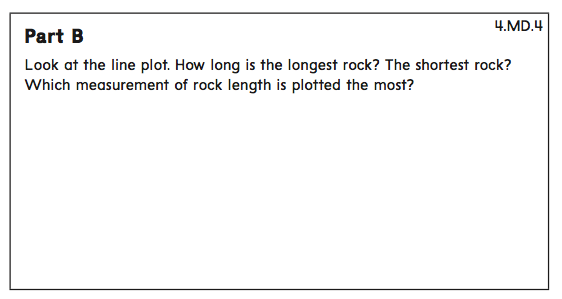 4.MD.4
Part B
Look at the line plot. How long is the longest rock? The shortest rock?
Which measurement of rock length is plotted the most?